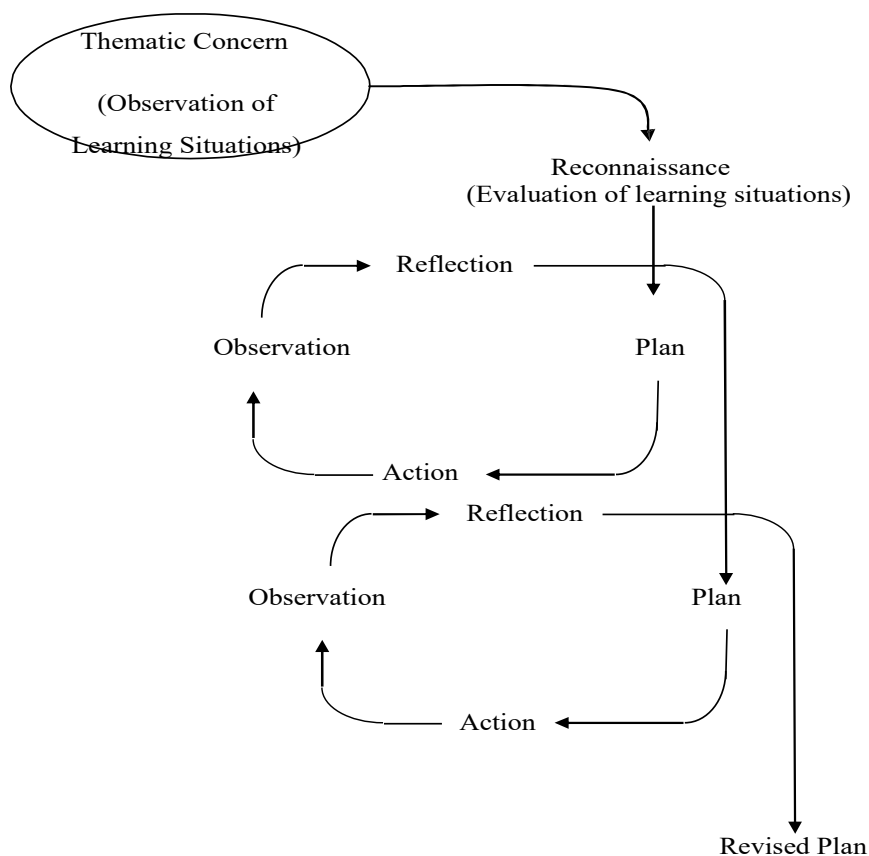 Thematic Concern
(Observation of
Learning Situations)
Reconnaissance
(Evaluation of learning situations)
Reflection
Observation
Plan
Action
Reflection
Observation
Plan
Action
Revised Plan